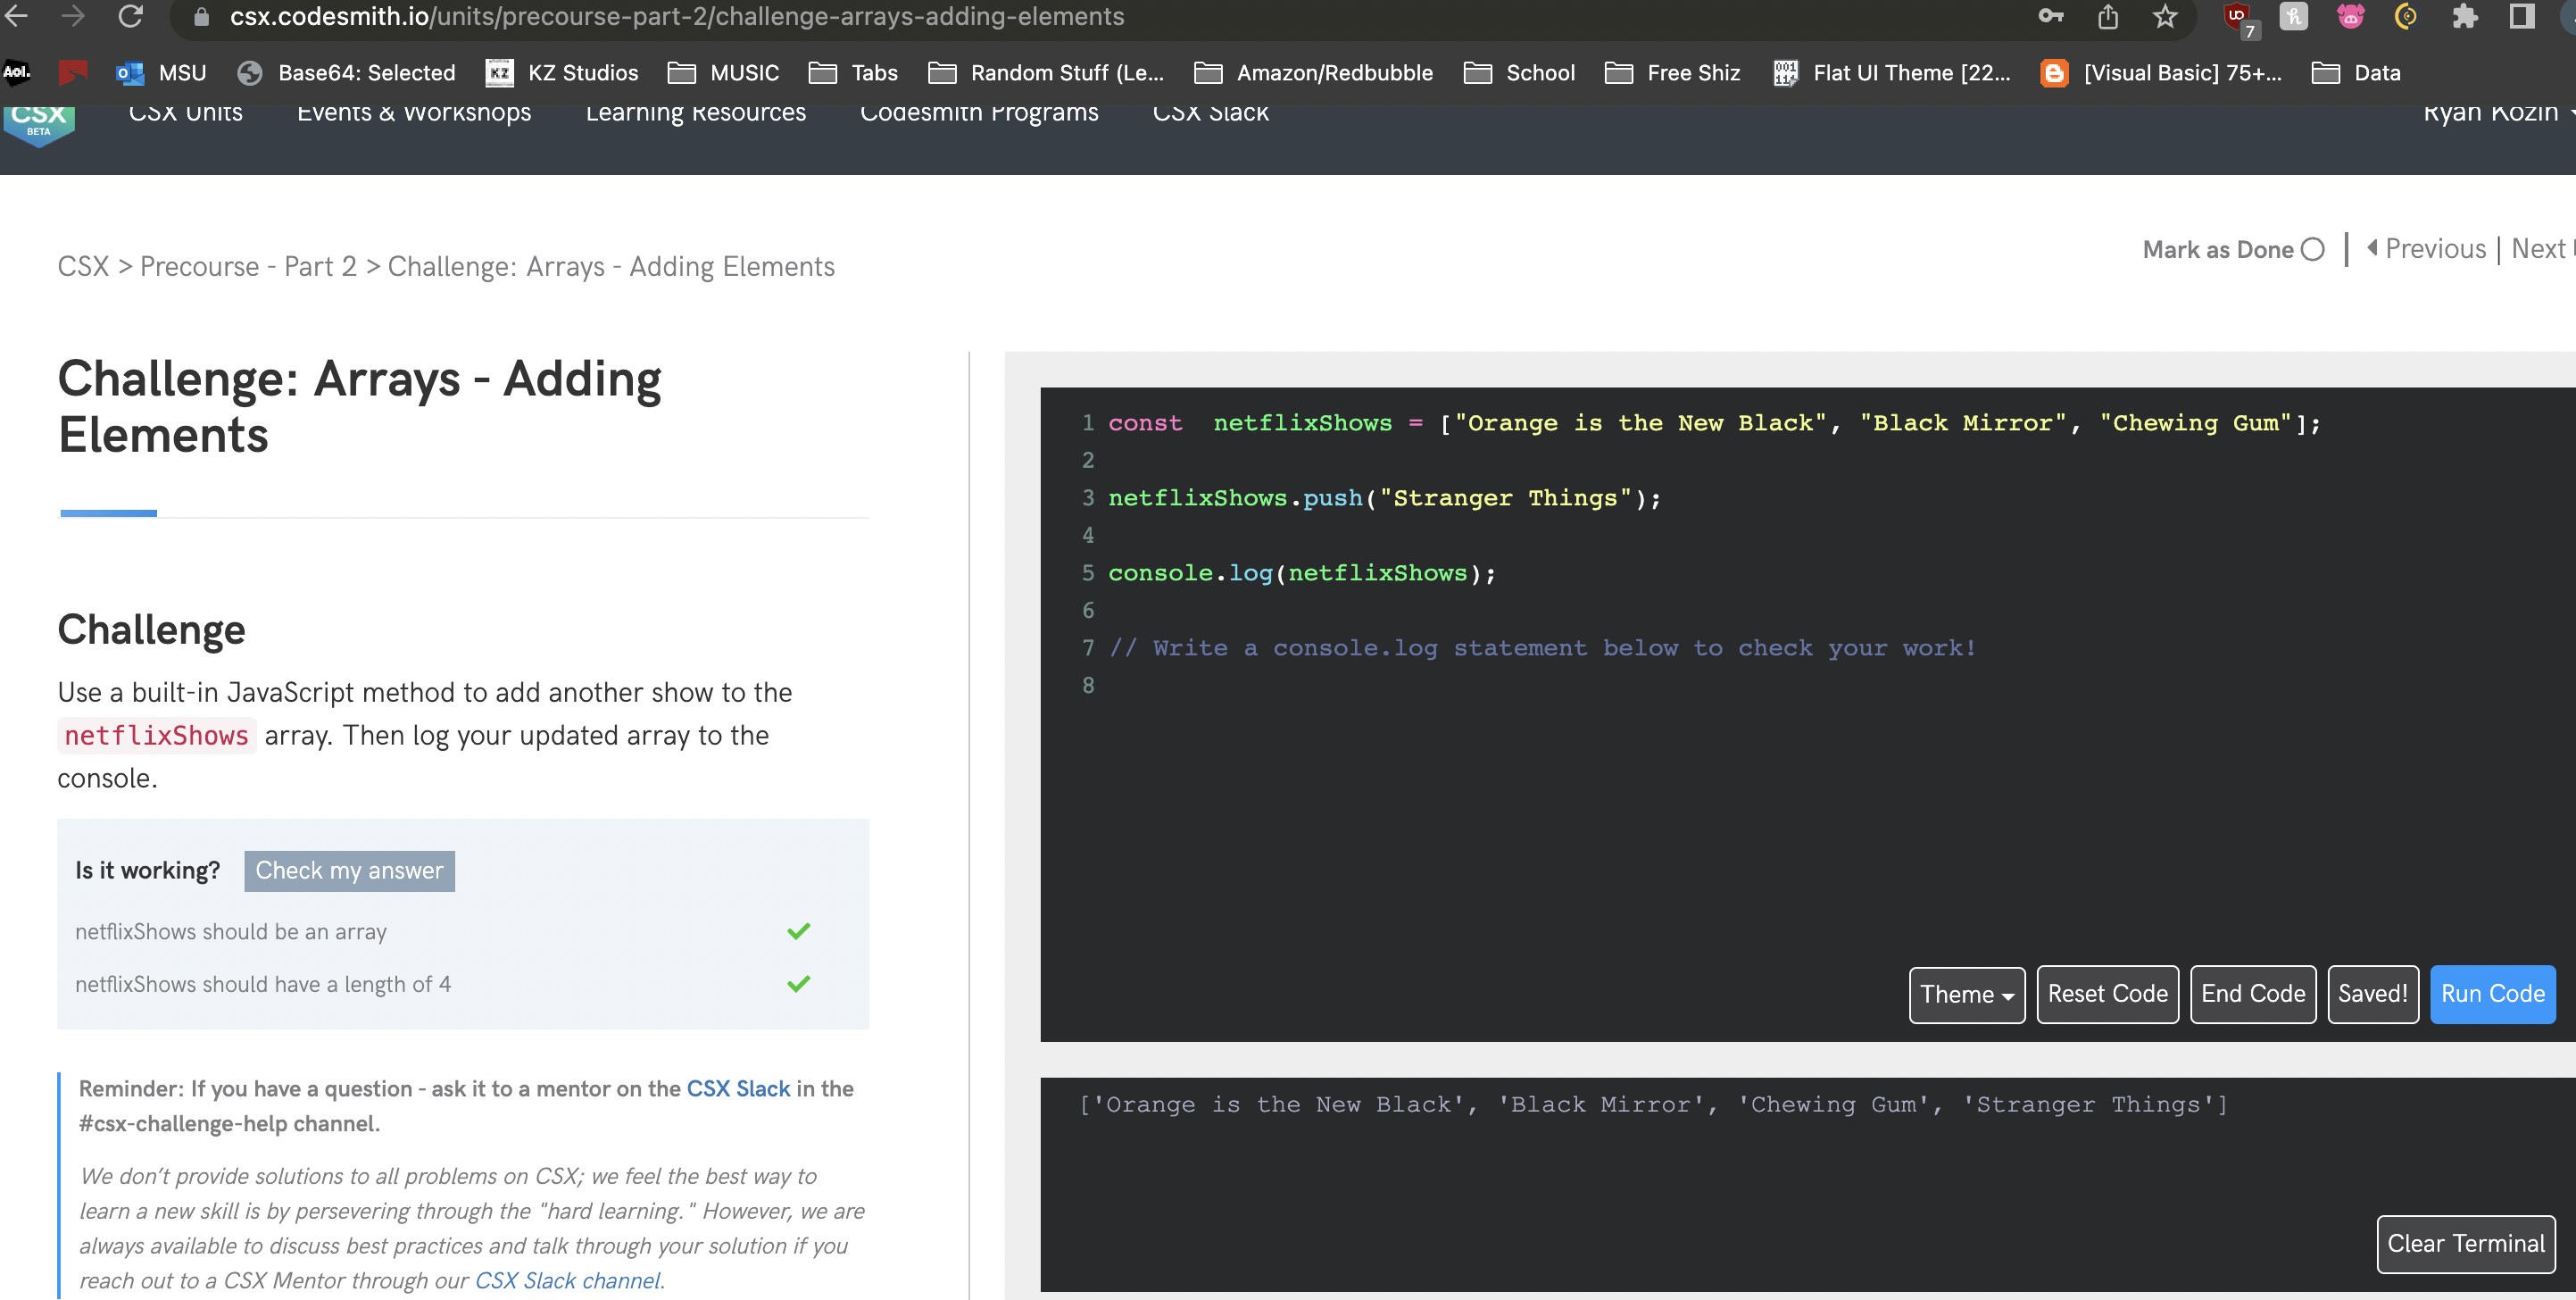 csx.codesmith.io/units/precourse-part-2/challenge-arrays-adding-elements
7
Aol. MSU Base64: Selected KZ KZ Studios MUSIC Tabs Random Stuff (Le... Amazon/Redbubble School Free Shiz Flat UI Theme [22... [Visual Basic] 75+... Data
CSX BETA CSX Units Events & Workshops Learning Resources Codesmith Programs CSX Slack Ryan Kozin
CSX > Precourse - Part 2 > Challenge: Arrays - Adding Elements
Mark as Done | Previous | Next
Challenge: Arrays - Adding
Elements
Challenge
Use a built-in JavaScript method to add another show to the
netflixShows array. Then log your updated array to the
console.
Is it working? Check my answer
netflixShows should be an array
netflixShows should have a length of 4
Reminder: If you have a question - ask it to a mentor on the CSX Slack in the
#csx-challenge-help channel.
We don’t provide solutions to all problems on CSX; we feel the best way to
learn a new skill is by persevering through the "hard learning." However, we are
always available to discuss best practices and talk through your solution if you
reach out to a CSX Mentor through our CSX Slack channel.
1 const  netflixShows = ["Orange is the New Black", "Black Mirror", "Chewing Gum"];
2
3 netflixShows.push("Stranger Things");
4
5 console.log(netflixShows);
6
7 // Write a console.log statement below to check your work!
8
Theme Reset Code End Code Saved! Run Code
['Orange is the New Black', 'Black Mirror', 'Chewing Gum', 'Stranger Things']
Clear Terminal